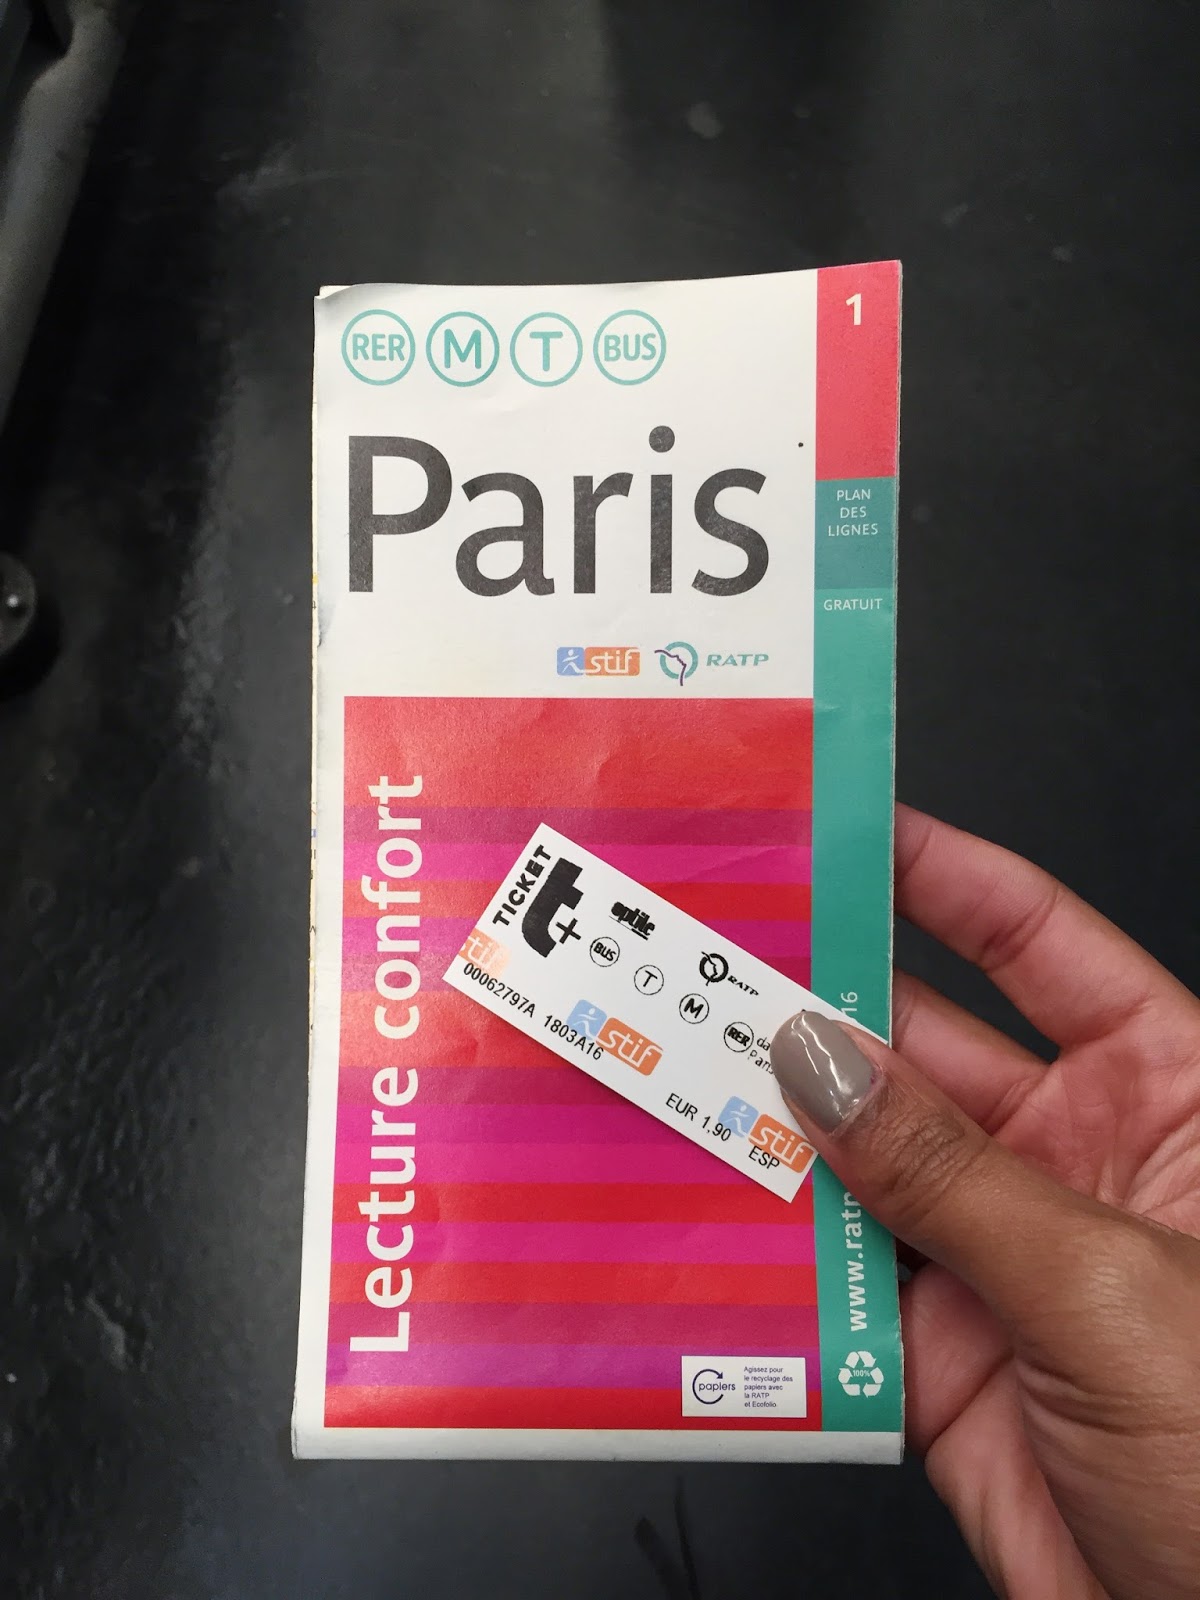 RER M T BUS
1
Paris
PLAN
DES
LIGNES
GRATUIT
stif RATP
Lecture confort
TICKET
t+
optile
BUS T M RER
RATP
stif
00062797A 1803A16
stif
EUR 1,90
stif
ESP
16
100%
papiers
Agissez pour
le recyclage des
papiers avec
la RATP
et Ecofolio